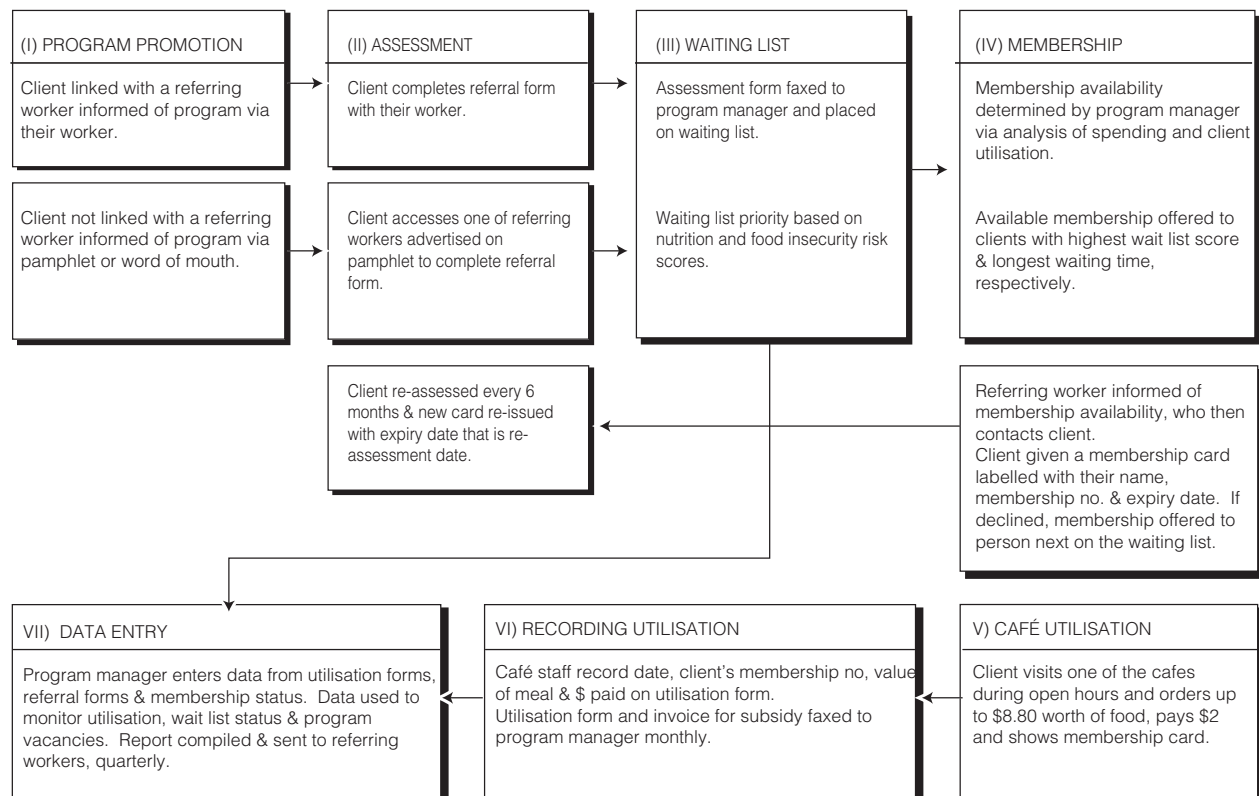 (I) PROGRAM PROMOTION
Client linked with a referring
worker informed of program via
their worker.
Client not linked with a referring
worker informed of program via
pamphlet or word of mouth.
(II) ASSESSMENT
Client completes referral form
with their worker.
Client accesses one of referring
workers advertised on
pamphlet to complete referral
form.
(III) WAITING LIST
Assessment form faxed to
program manager and placed
on waiting list.
Waiting list priority based on
nutrition and food insecurity risk
scores.
(IV) MEMBERSHIP
Membership availability
determined by program manager
via analysis of spending and client
utilisation.
Available membership offered to
clients with highest wait list score
& longest waiting time,
respectively.
Client re-assessed every 6
months & new card re-issued
with expiry date that is re-
assessment date.
Referring worker informed of
membership availability, who then
contacts client.
Client given a membership card
labelled with their name,
membership no. & expiry date.  If
declined, membership offered to
person next on the waiting list.
VII)  DATA ENTRY
Program manager enters data from utilisation forms,
referral forms & membership status.  Data used to
monitor utilisation, wait list status & program
vacancies.  Report compiled & sent to referring
workers, quarterly.
VI) RECORDING UTILISATION
Café staff record date, client's membership no, value
of meal & $ paid on utilisation form.
Utilisation form and invoice for subsidy faxed to
program manager monthly.
V) CAFÉ UTILISATION
Client visits one of the cafes
during open hours and orders up
to $8.80 worth of food, pays $2
and shows membership card.